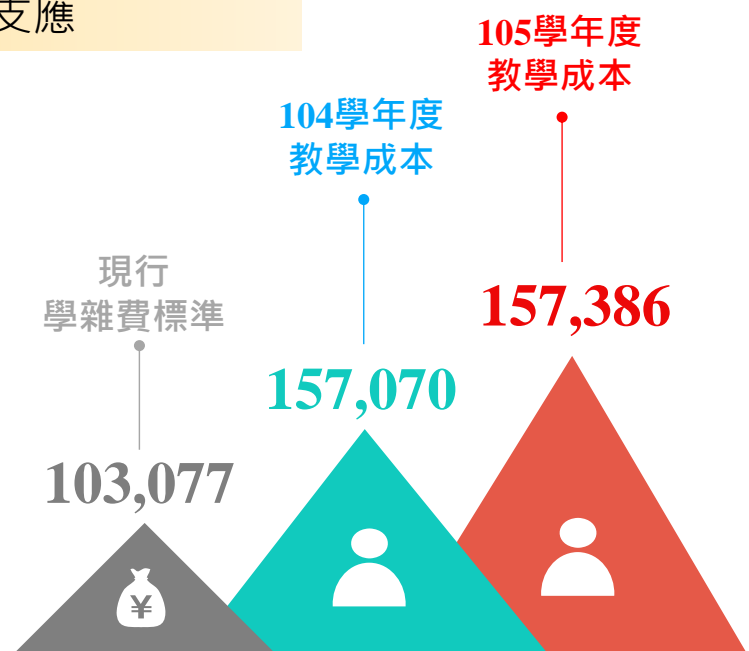 支應
105學年度
教學成本
104學年度
教學成本
現行
學雜費標準
157,386
157,070
103,077
¥